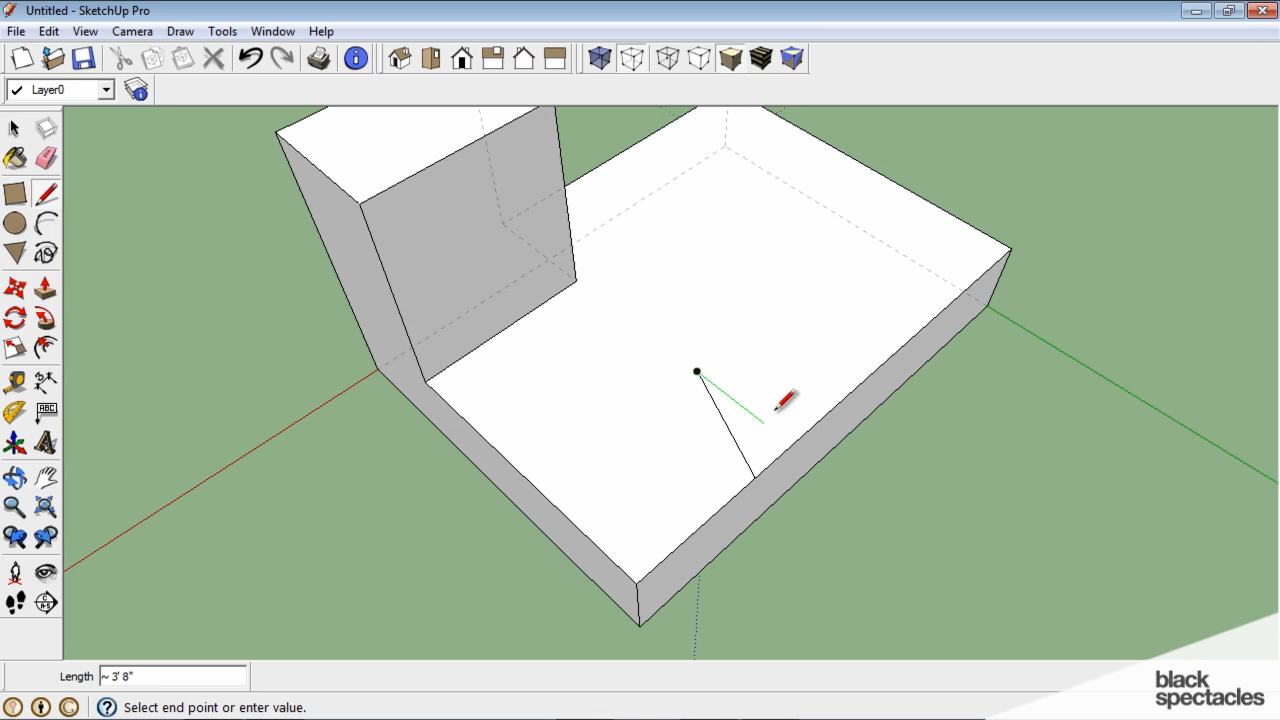 Untitled - SketchUp Pro
File Edit View Camera Draw Tools Window Help
Layer0
ABC
Length ~ 3' 8"
Select end point or enter value.
black
spectacles